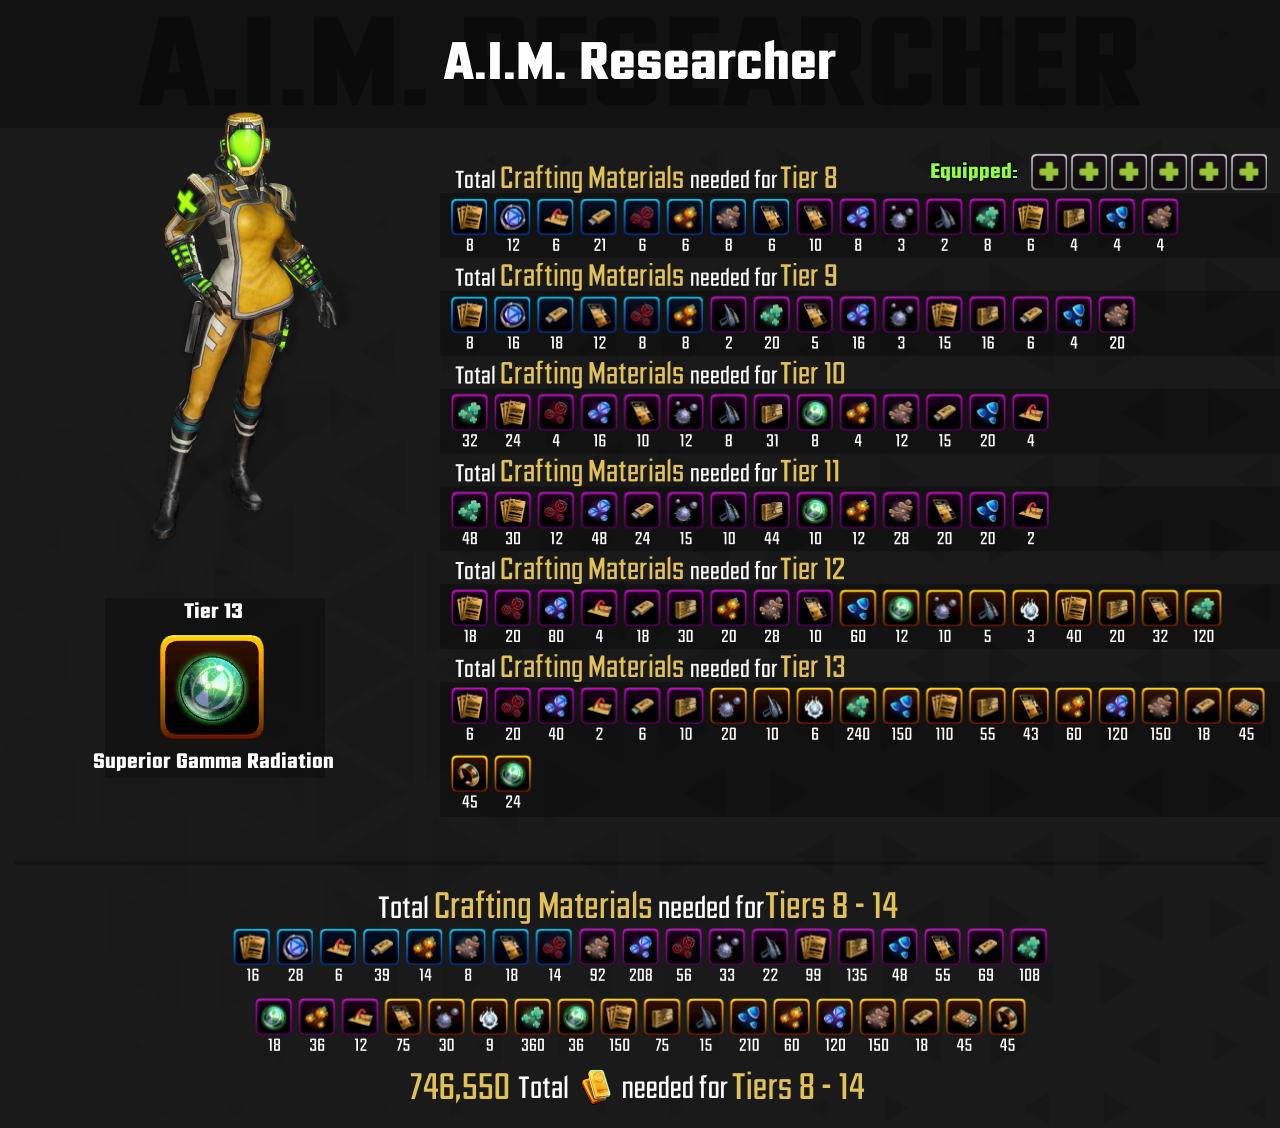 A.I.M. RESEARCHER
A.I.M. Researcher
Equipped:
Total Crafting Materials needed for Tier 8
8 12 6 21 6 6 8 6 10 8 3 2 8 6 4 4 4
Total Crafting Materials needed for Tier 9
8 16 18 12 8 8 2 20 5 16 3 15 16 6 4 20
Total Crafting Materials needed for Tier 10
32 24 4 16 10 12 8 31 8 4 12 15 20 4
Total Crafting Materials needed for Tier 11
48 30 12 48 24 15 10 44 10 12 28 20 20 2
Total Crafting Materials needed for Tier 12
18 20 80 4 18 30 20 28 10 60 12 10 5 3 40 20 32 120
Total Crafting Materials needed for Tier 13
6 20 40 2 6 10 20 10 6 240 150 110 55 43 60 120 150 18 45
45 24
Tier 13
Superior Gamma Radiation
Total Crafting Materials needed for Tiers 8 - 14
16 28 6 39 14 8 18 14 92 208 56 33 22 99 135 48 55 69 108
18 36 12 75 30 9 360 36 150 75 15 210 60 120 150 18 45 45
746,550 Total needed for Tiers 8 - 14